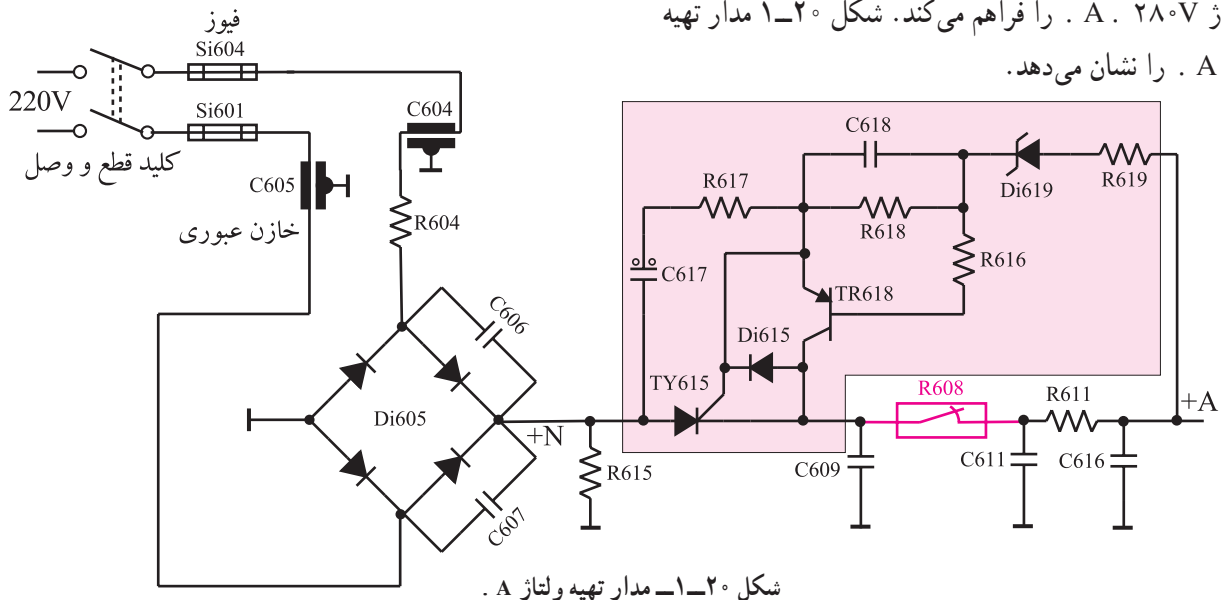 ژ ۲۸۰V . A . را فراهم می‌کند. شکل ۲۰ــ۱ مدار تهیه
A . را نشان می‌دهد.
فیوز
Si604
220V
Si601
C604
کلید قطع و وصل
C605
خازن عبوری
R604
C606
Di605
C607
+N
R615
C618
R617
R618
Di619
R619
C617
R616
TR618
Di615
TY615
R608
R611
+A
C609
C611
C616
شکل ۲۰ــ۱ــ مدار تهیه ولتاژ A .